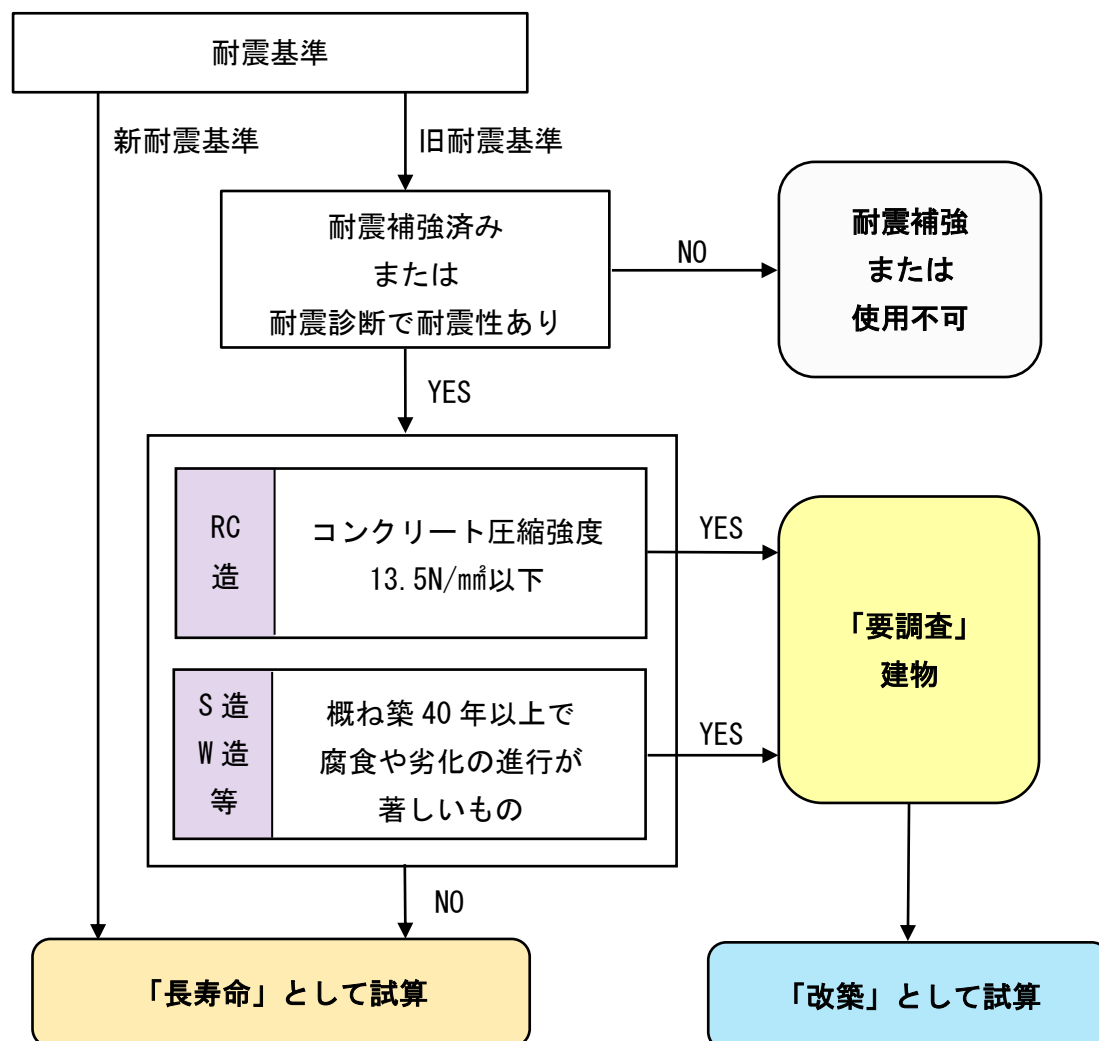 耐震基準
新耐震基準
旧耐震基準
耐震補強済み
または
耐震診断で耐震性あり
NO
耐震補強
または
使用不可
YES
RC
造
コンクリート圧縮強度
13.5N/㎟以下
YES
「要調査」
建物
S造
W造
等
概ね築40年以上で
腐食や劣化の進行が
著しいもの
YES
NO
「長寿命」として試算
「改築」として試算